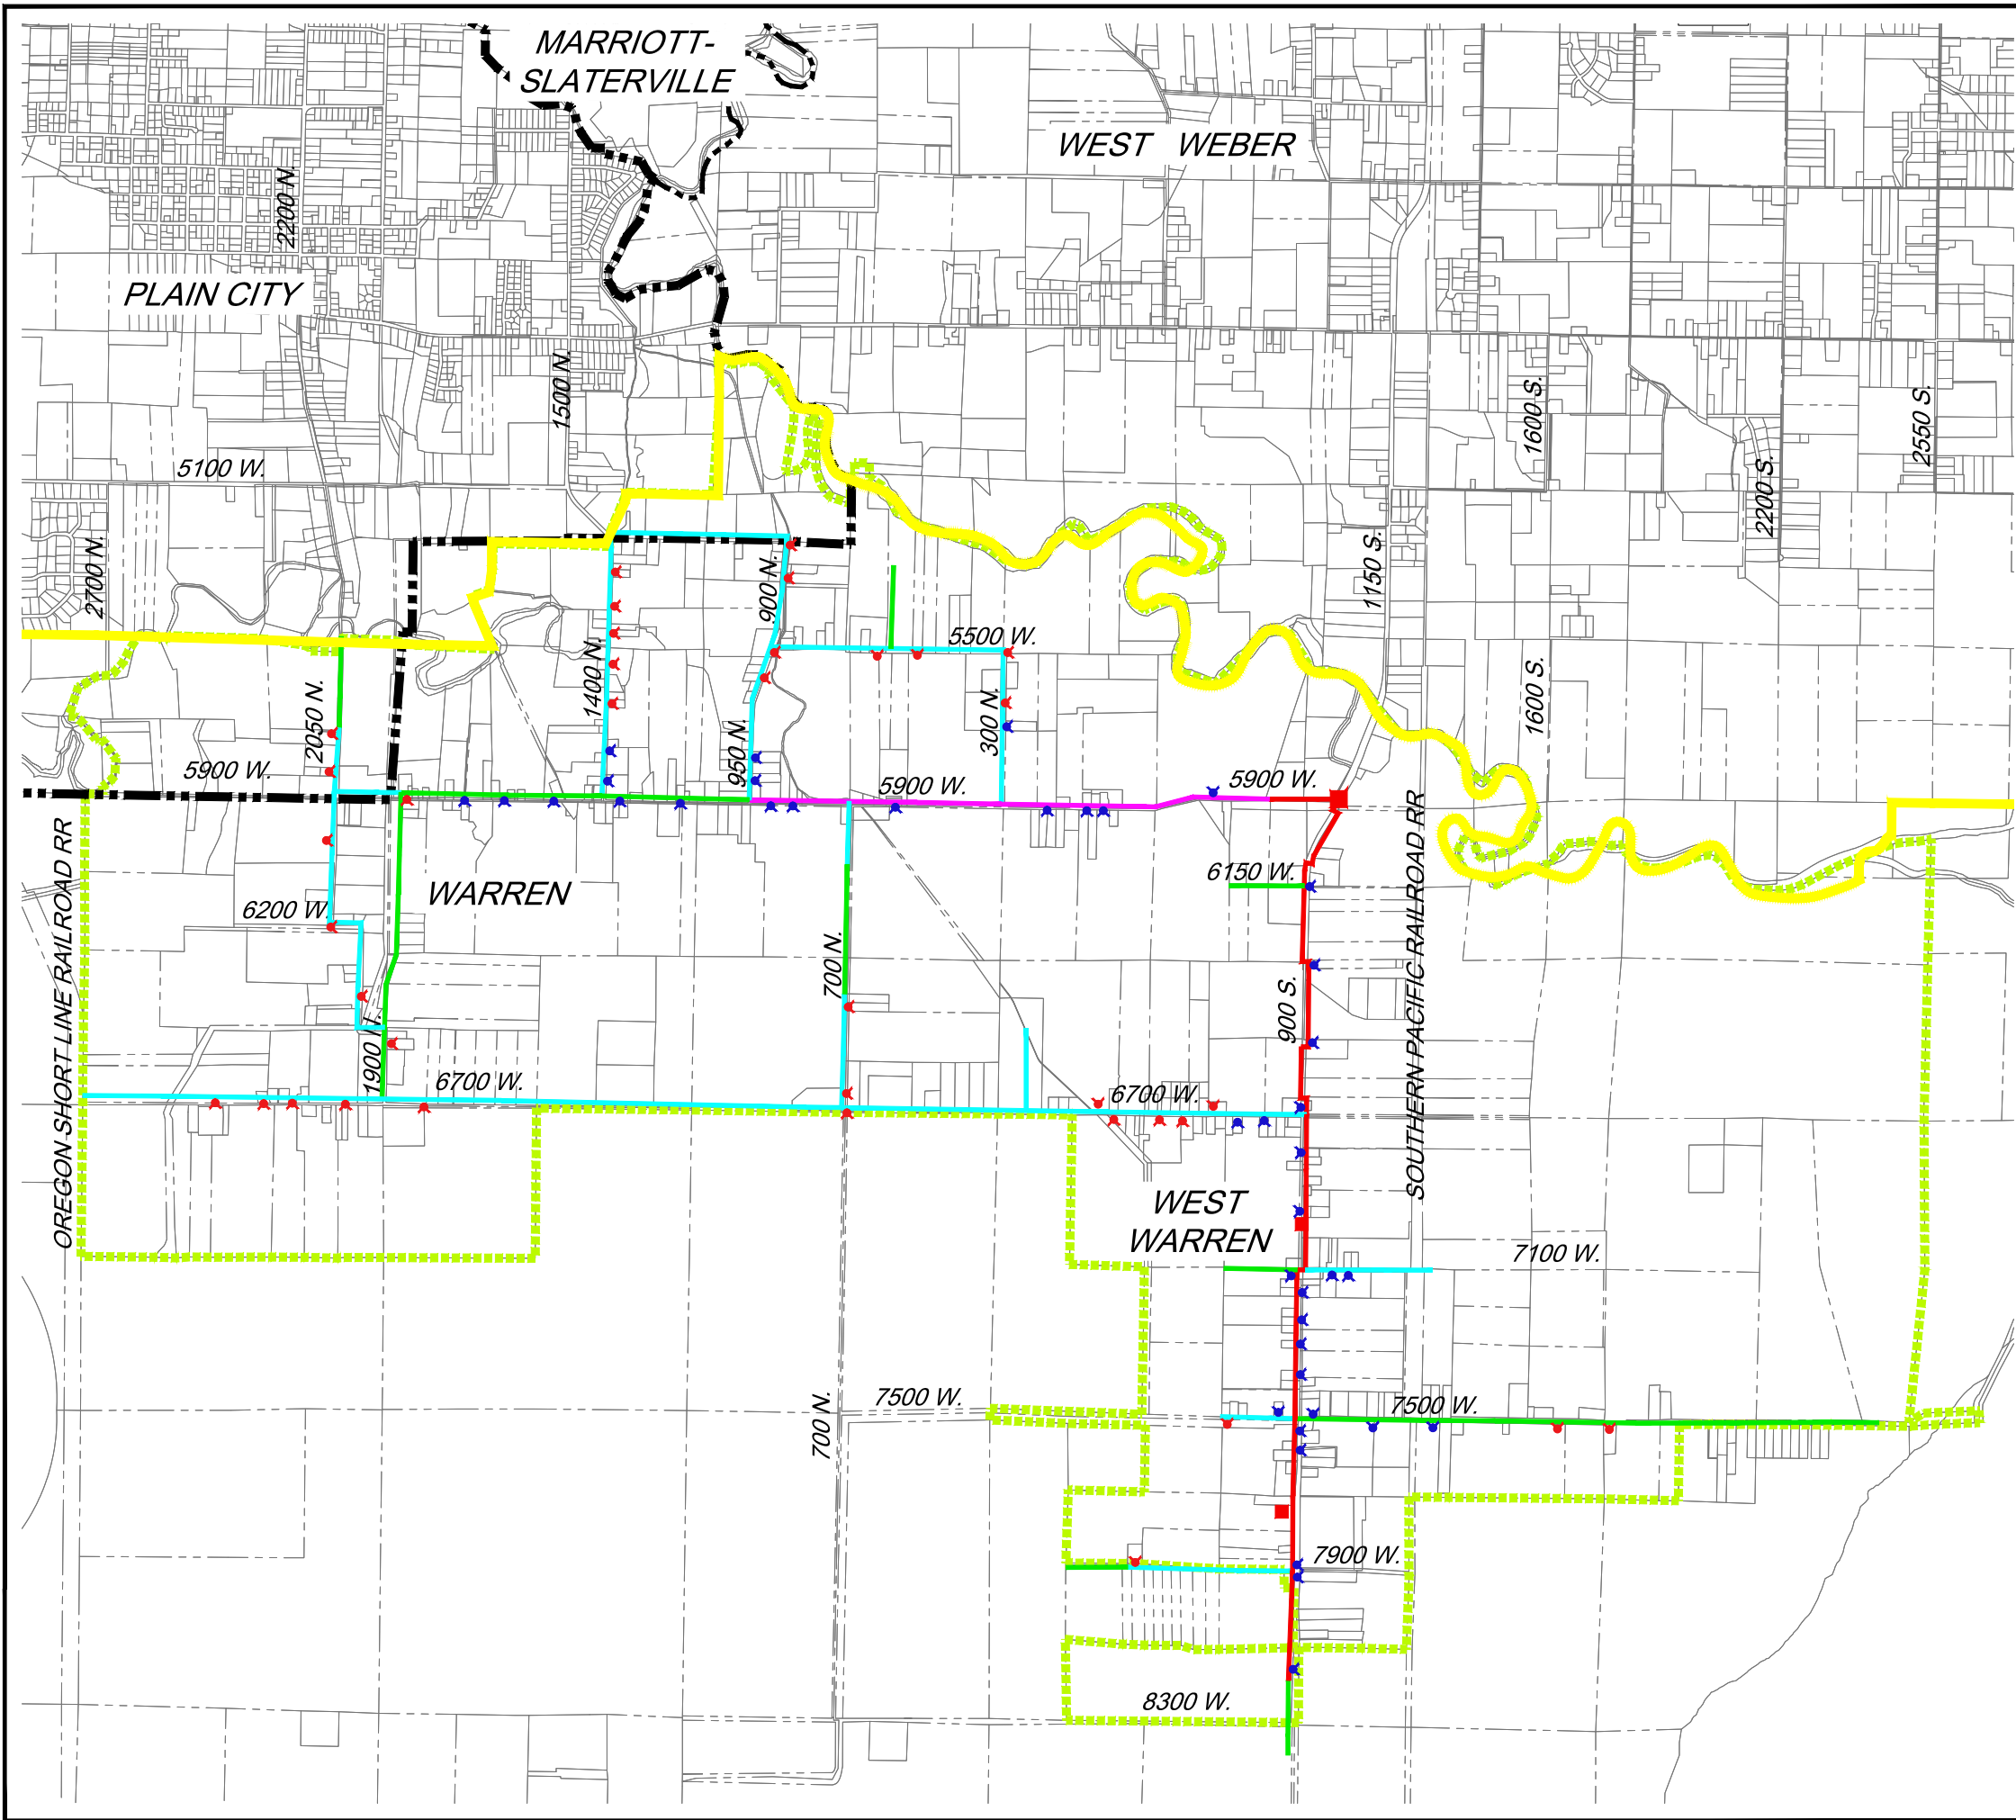 MARRIOTT-
SLATERVILLE
WEST WEBER
2200 N.
PLAIN CITY
1500 N.
1600 S.
2550 S.
5100 W.
2200 S.
2700 N.
900 N.
1150 S.
5500 W.
1400 N.
300 N.
1600 S.
2050 N.
950 N.
5900 W.
5900 W.
5900 W.
OREGON SHORT LINE RAILROAD RR
SOUTHERN PACIFIC RAILROAD RR
WARREN
6150 W.
6200 W.
700 N.
900 S.
1900 N.
6700 W.
6700 W.
WEST
WARREN
7100 W.
700 N.
7500 W.
7500 W.
7900 W.
8300 W.